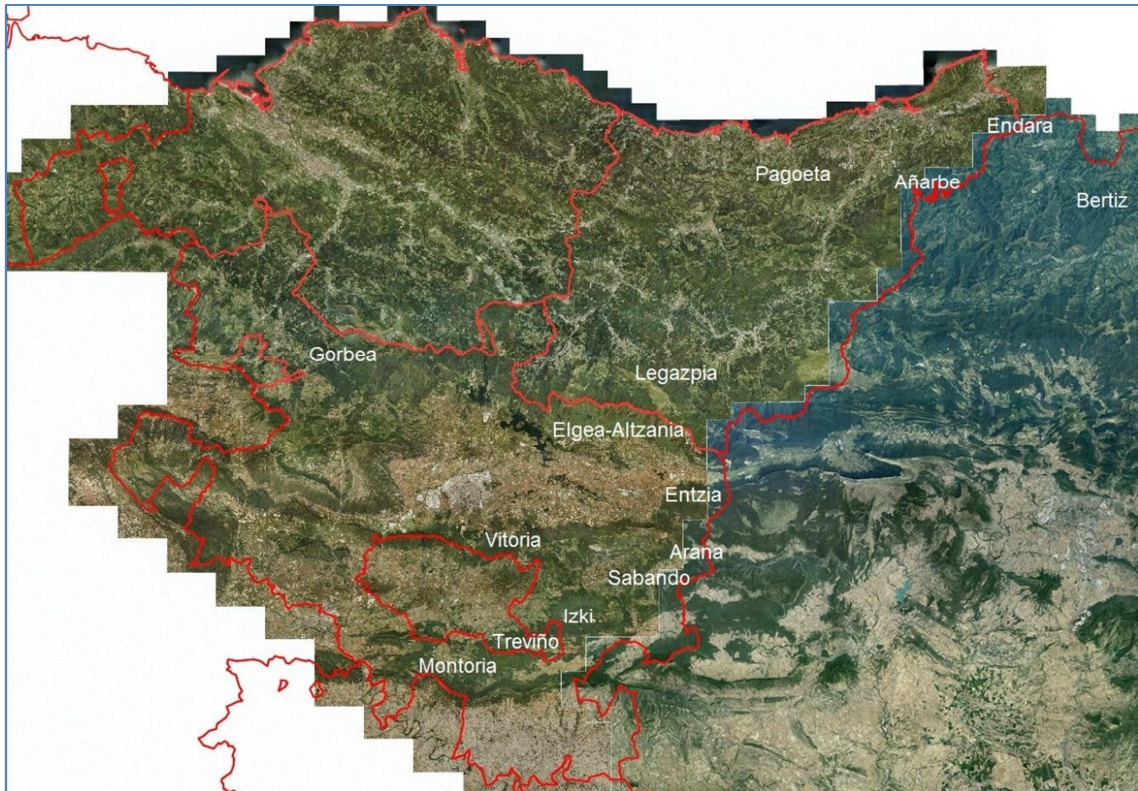 Endara
Pagoeta
Añarbe
Bertiz
Gorbea
Legazpia
Elgea-Altzania
Entzia
Vitoria
Arana
Sabando
Izki
Treviño
Montoria